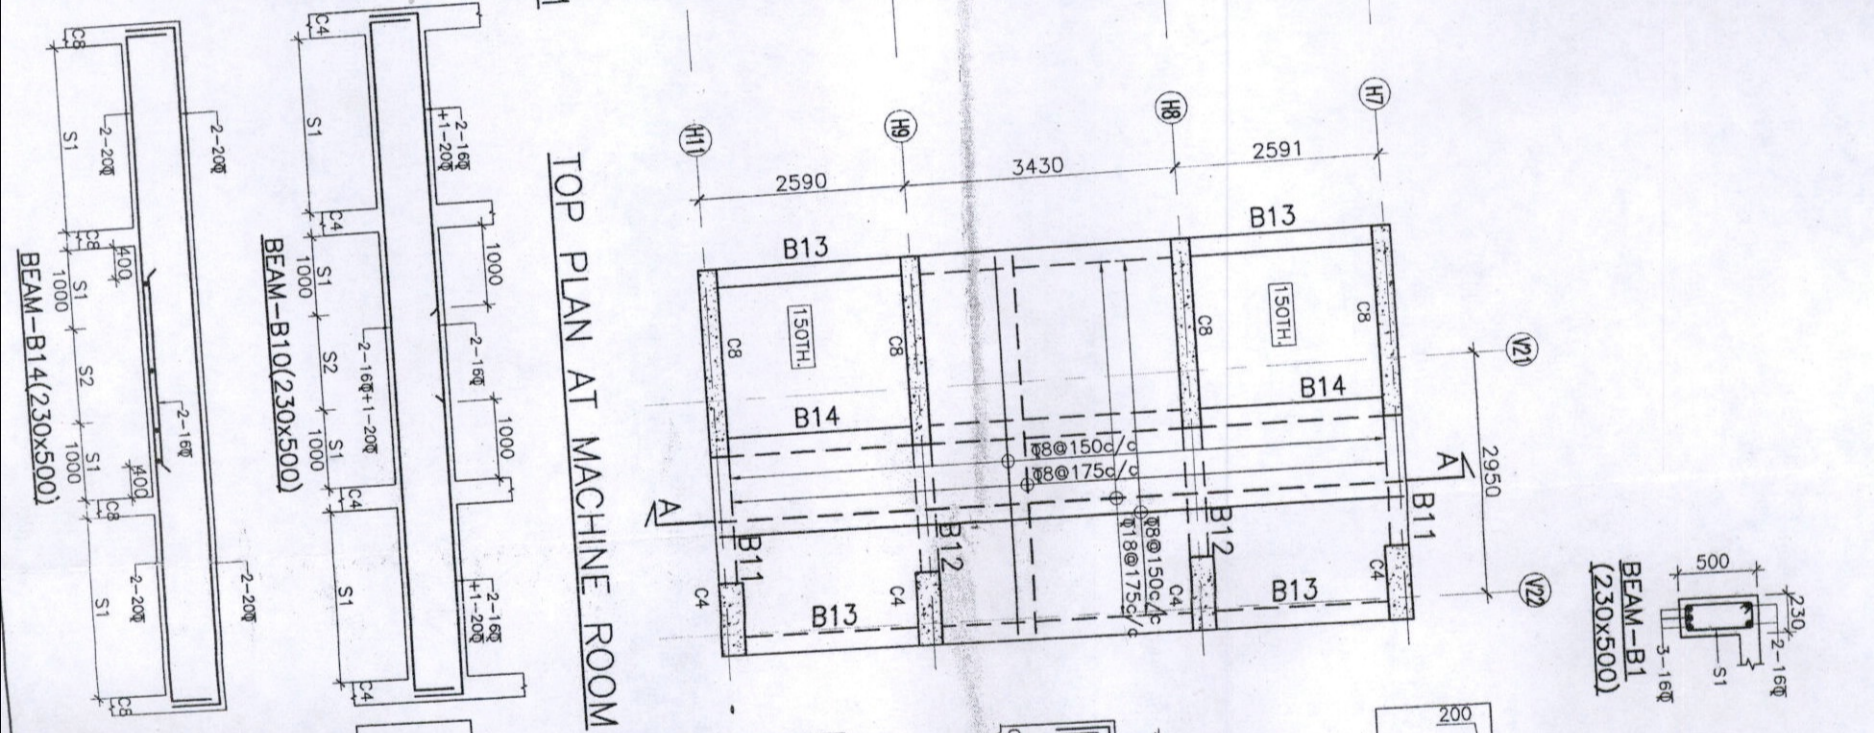 H11
H9
H8
H7
2590
3430
2591
B13
B13
150TH.
150TH.
C8
C8
C8
C8
V21
B14
B14
Φ8@150c/c
Φ8@175c/c
A
A
2950
B11
B12
B12
B11
Φ8@150c/c
Φ18@175c/c
C4
C4
C4
C4
B13
B13
V22
TOP PLAN AT MACHINE ROOM
C4
S1
2-16Φ
+1-20Φ
C4
1000
S1
1000
S2
2-16Φ
2-16Φ+1-20Φ
1000
S1
1000
C4
S1
2-16Φ
+1-20Φ
C4
BEAM-B10(230x500)
C8
S1
2-20Φ
2-20Φ
C8
400
S1
1000
S2
2-16Φ
S1
1000
400
C8
S1
2-20Φ
2-20Φ
C8
BEAM-B14(230x500)
500
230
2-16Φ
S1
3-16Φ
BEAM-B1
(230x500)
200